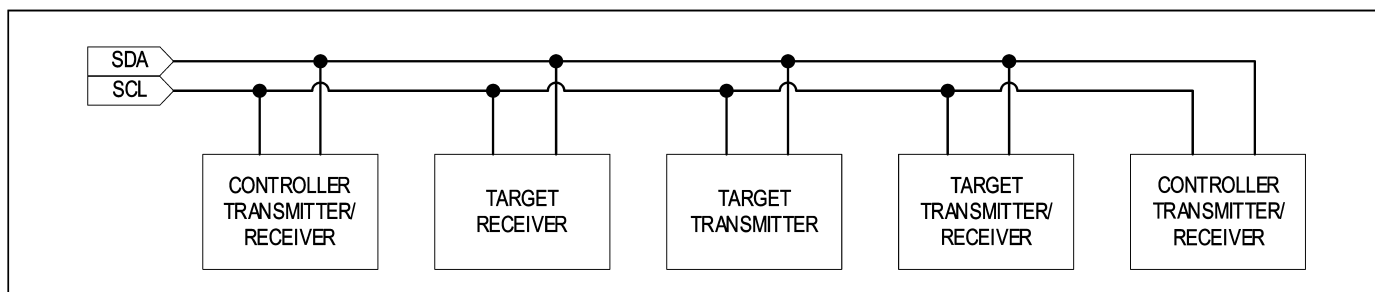 SDA
SCL
CONTROLLER
TRANSMITTER/
RECEIVER
TARGET
RECEIVER
TARGET
TRANSMITTER
TARGET
TRANSMITTER/
RECEIVER
CONTROLLER
TRANSMITTER/
RECEIVER